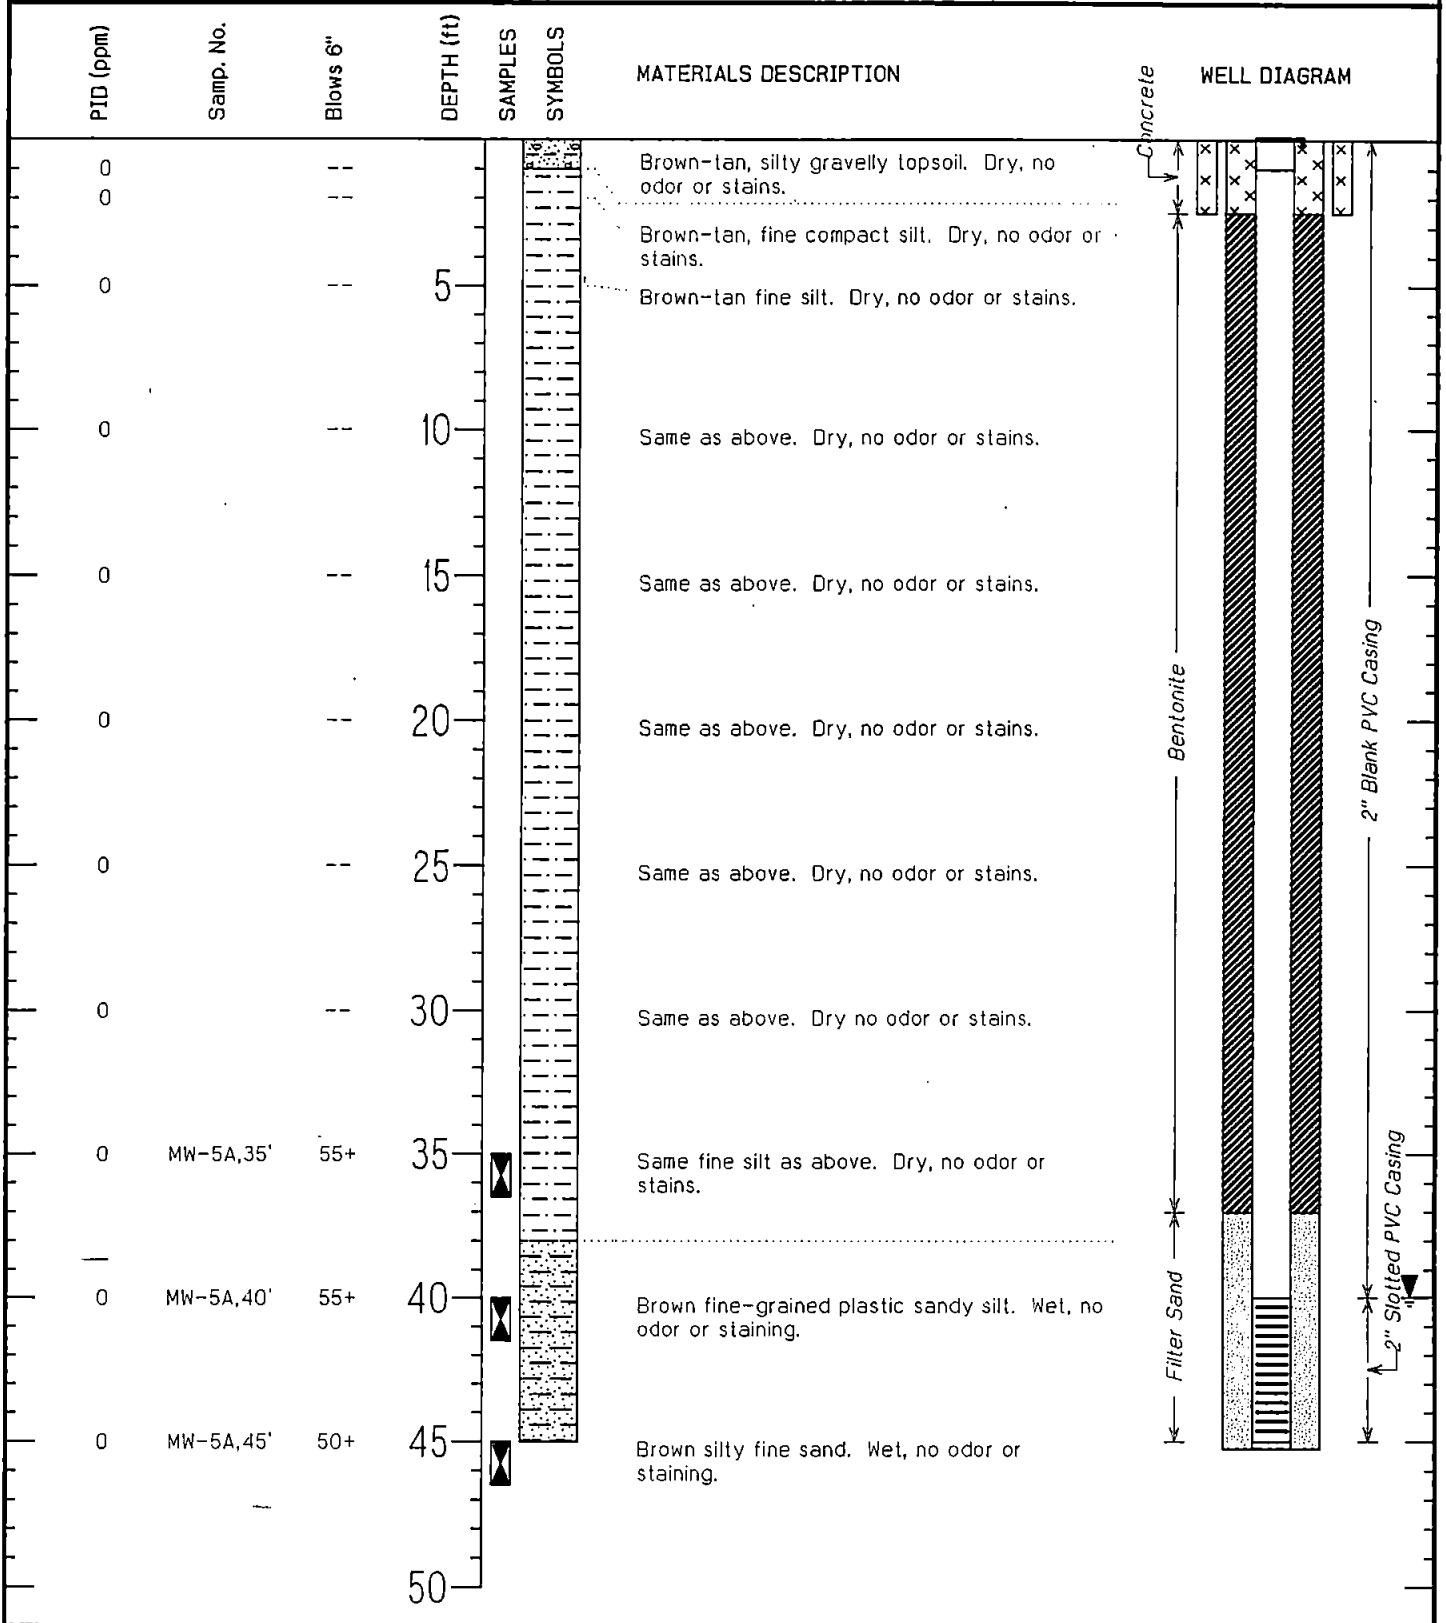 PID (ppm) Samp. No. Blows 6" DEPTH (ft) SAMPLES SYMBOLS MATERIALS DESCRIPTION WELL DIAGRAM
Concrete
0 -- Brown-tan, silty gravelly topsoil. Dry, no
odor or stains.
0 --
Brown-tan, fine compact silt. Dry, no odor or
stains.
0 -- 5 Brown-tan fine silt. Dry, no odor or stains.
0 -- 10 Same as above. Dry, no odor or stains.
0 -- 15 Same as above. Dry, no odor or stains.
Bentonite
2" Blank PVC Casing
0 -- 20 Same as above. Dry, no odor or stains.
0 -- 25 Same as above. Dry, no odor or stains.
0 -- 30 Same as above. Dry no odor or stains.
0 MW-5A,35' 55+ 35 Same fine silt as above. Dry, no odor or
stains.
2" Slotted PVC Casing
Filter Sand
0 MW-5A,40' 55+ 40 Brown fine-grained plastic sandy silt. Wet, no
odor or staining.
0 MW-5A,45' 50+ 45 Brown silty fine sand. Wet, no odor or
staining.
50